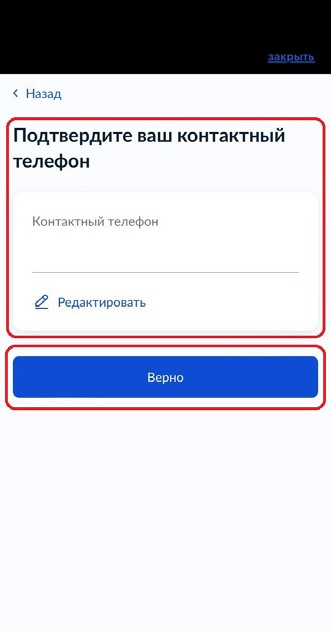 закрыть
Назад
Подтвердите ваш контактный
телефон
Контактный телефон
Редактировать
Верно